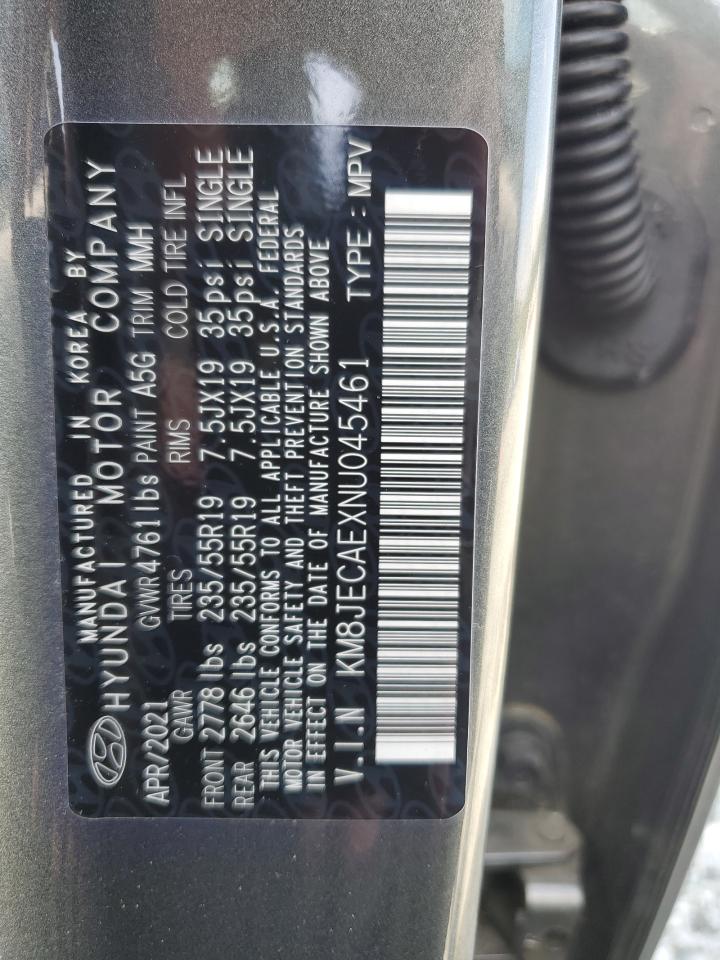 MANUFACTURED IN KOREA BY
HYUNDAI MOTOR COMPANY
APR/2021 GVWR 4761lbs PAINT A5G TRIM MMH
GAWR TIRES RIMS COLD TIRE INFL
FRONT 2778 lbs 235/55R19 7.5JX19 35psi SINGLE
REAR 2646 lbs 235/55R19 7.5JX19 35psi SINGLE
THIS VEHICLE CONFORMS TO ALL APPLICABLE U.S.A. FEDERAL
MOTOR VEHICLE SAFETY AND THEFT PREVENTION STANDARDS
IN EFFECT ON THE DATE OF MANUFACTURE SHOWN ABOVE
V.I.N KM8JECAEXNU045461 TYPE : MPV